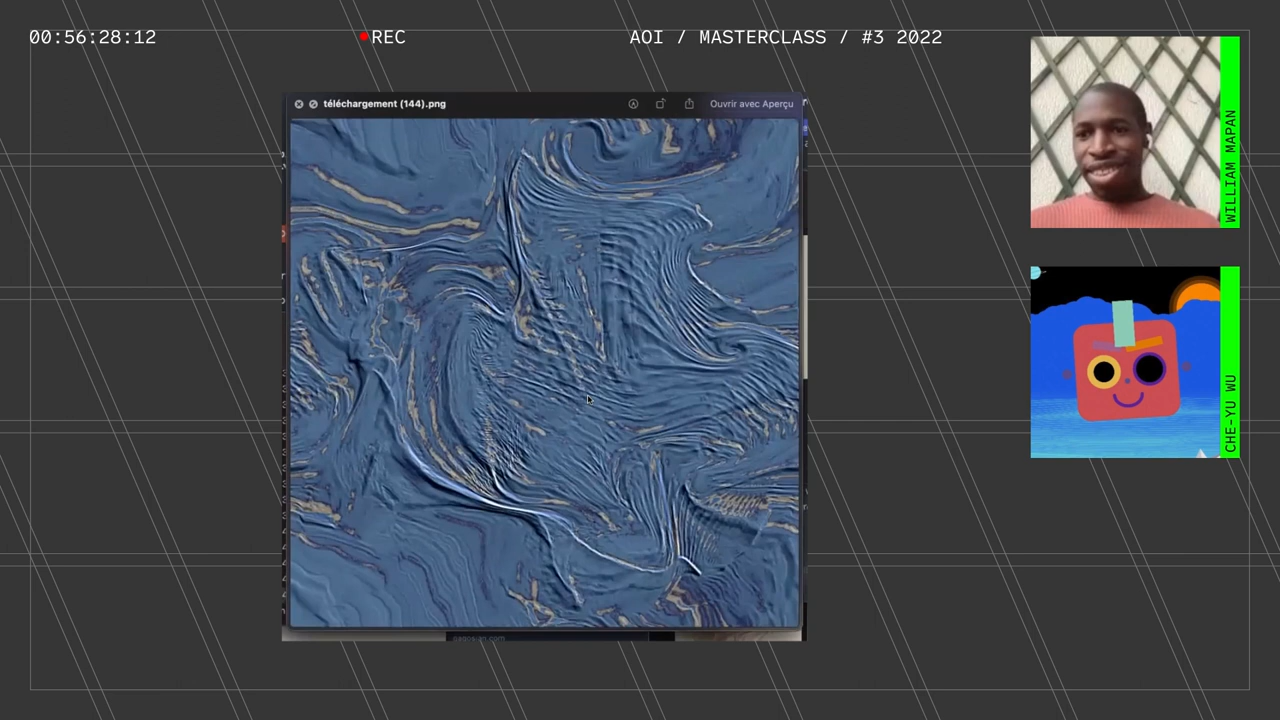 00:56:28:12
REC
AOI / MASTERCLASS / #3 2022
téléchargement (144).png
Ouvrir avec Aperçu
WILLIAM MAPAN
CHE-YU WU